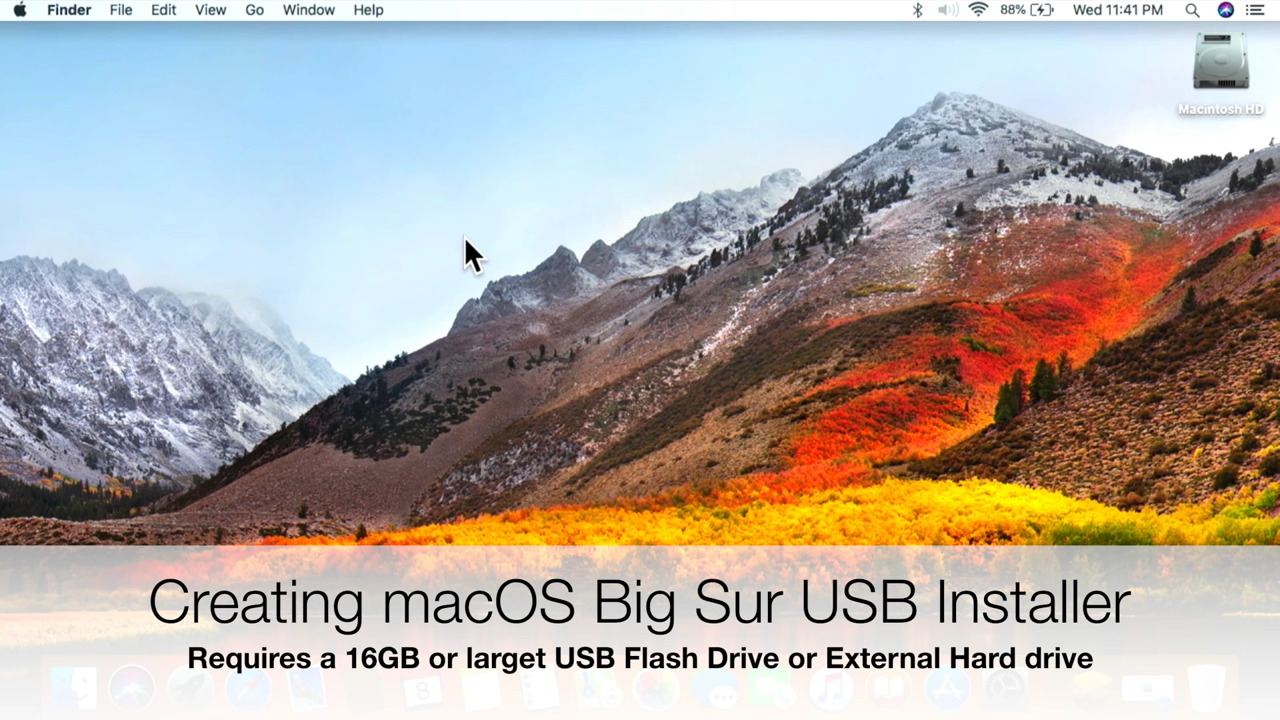 Finder File Edit View Go Window Help 88% Wed 11:41 PM
Macintosh HD
Creating macOS Big Sur USB Installer
Requires a 16GB or larget USB Flash Drive or External Hard drive
8